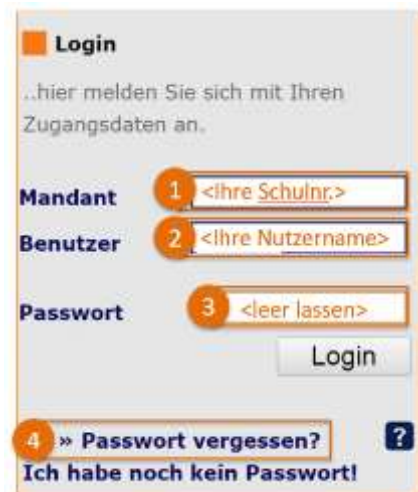 Login
..hier melden Sie sich mit Ihren
Zugangsdaten an.
Mandant 1 <Ihre Schulnr.>
Benutzer 2 <Ihre Nutzername>
Passwort 3 <leer lassen>
Login
4 » Passwort vergessen? ?
Ich habe noch kein Passwort!